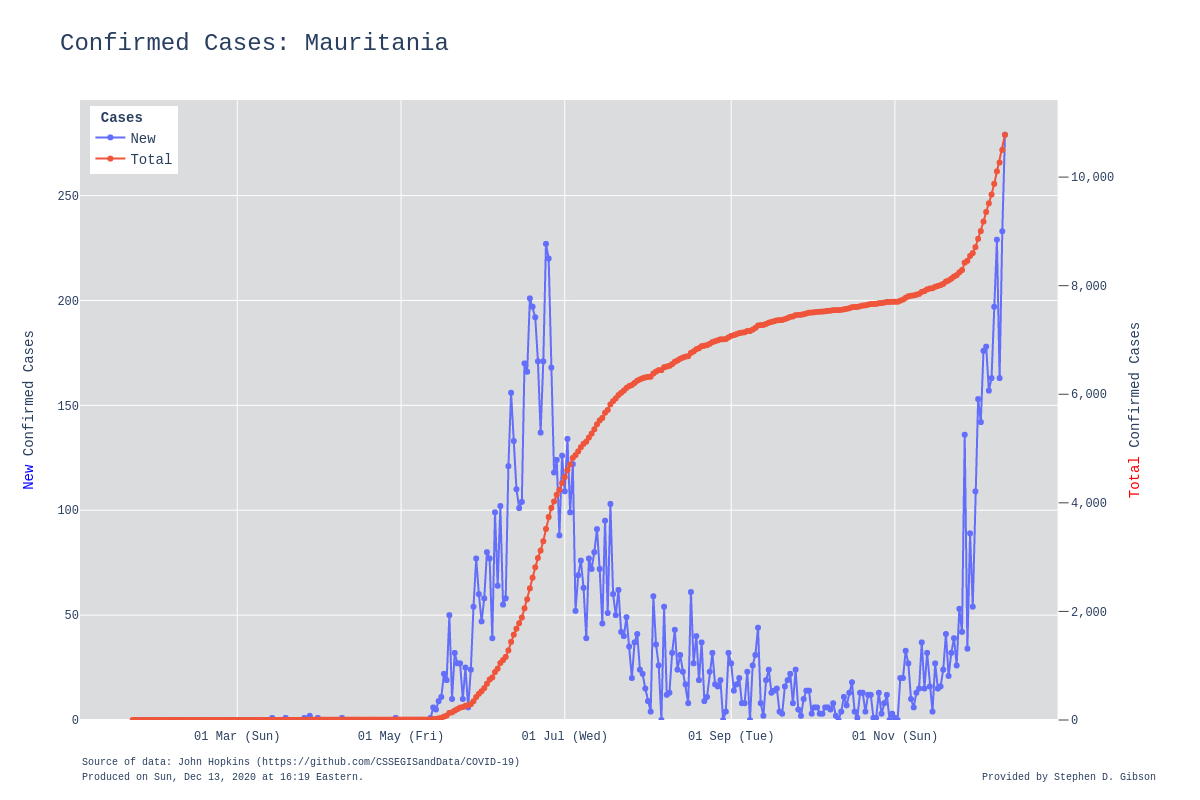 Confirmed Cases: Mauritania
Cases
New
Total
250
200
150
100
50
0
New Confirmed Cases
10,000
8,000
6,000
4,000
2,000
0
Total Confirmed Cases
01 Mar (Sun) 01 May (Fri) 01 Jul (Wed) 01 Sep (Tue) 01 Nov (Sun)
Source of data: John Hopkins (https://github.com/CSSEGISandData/COVID-19)
Produced on Sun, Dec 13, 2020 at 16:19 Eastern.
Provided by Stephen D. Gibson